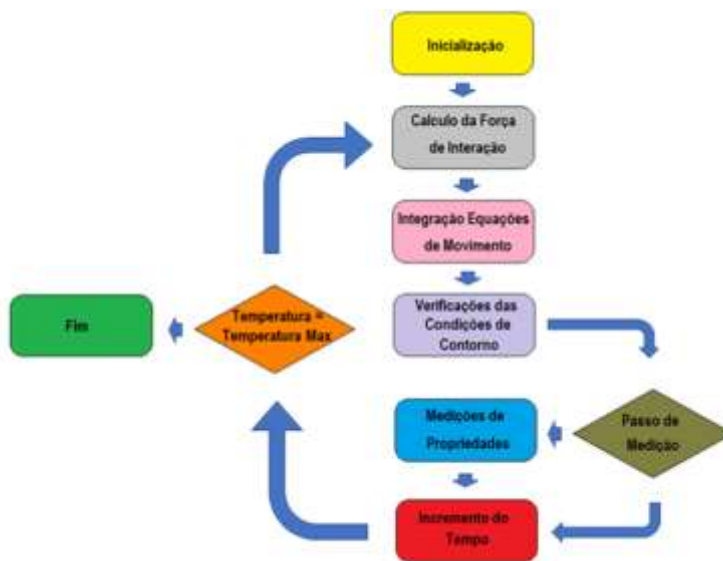 Inicialização
Calculo da Força
de Interação
Integração Equações
de Movimento
Verificações das
Condições de
Contorno
Passo de
Medição
Medições de
Propriedades
Incremento do
Tempo
Temperatura =
Temperatura Max
Fim